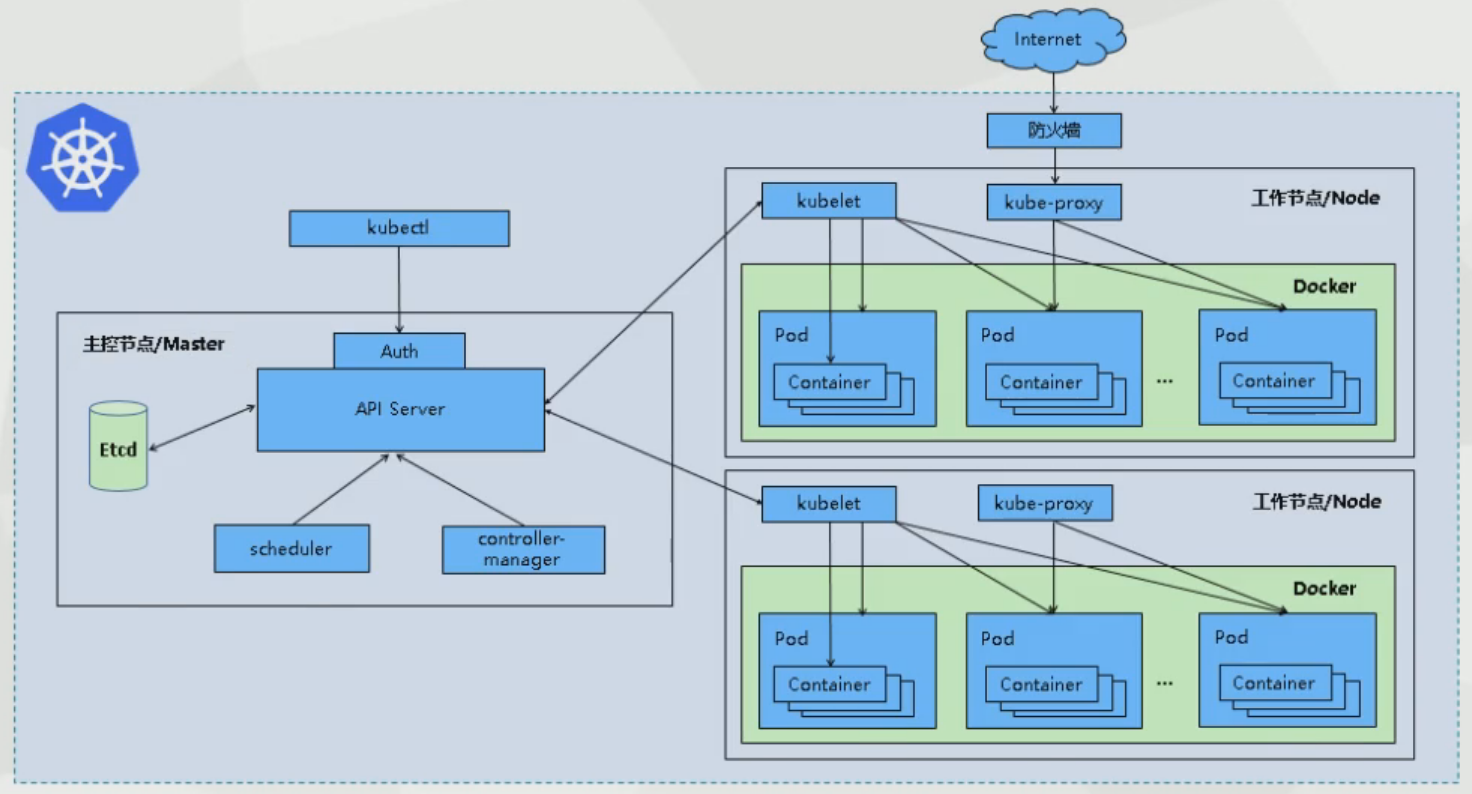 Internet
防火墙
kubelet
kube-proxy
工作节点/Node
kubectl
Docker
Pod
Pod
Pod
主控节点/Master
Auth
Container
Container
...
Container
API Server
Etcd
kubelet
kube-proxy
工作节点/Node
scheduler
controller-
manager
Docker
Pod
Pod
Pod
Container
Container
...
Container